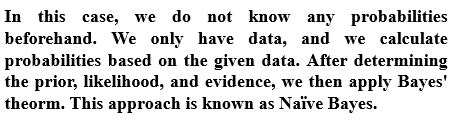 In this case, we do not know any probabilities
beforehand. We only have data, and we calculate
probabilities based on the given data. After determining
the prior, likelihood, and evidence, we then apply Bayes'
theorm. This approach is known as Naïve Bayes.